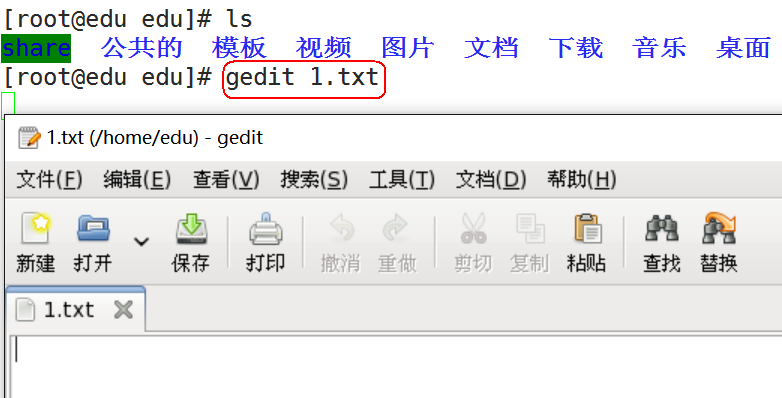 [root@edu edu]# ls
share 公共的 模板 视频 图片 文档 下载 音乐 桌面
[root@edu edu]# gedit 1.txt
1.txt (/home/edu) - gedit
文件(F) 编辑(E) 查看(V) 搜索(S) 工具(T) 文档(D) 帮助(H)
新建 打开 保存 打印 撤消 重做 剪切 复制 粘贴 查找 替换
1.txt